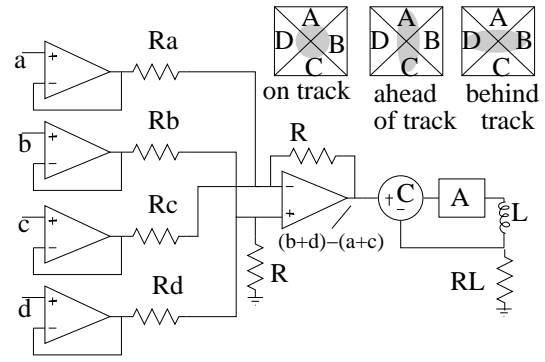 A
D B
C
on track
A
D B
C
ahead
of track
A
D B
C
behind
track
a
+
−
Ra
b
+
−
Rb
c
+
−
Rc
d
+
−
Rd
R
−
+
(b+d)−(a+c)
R
C
+
−
A
L
RL